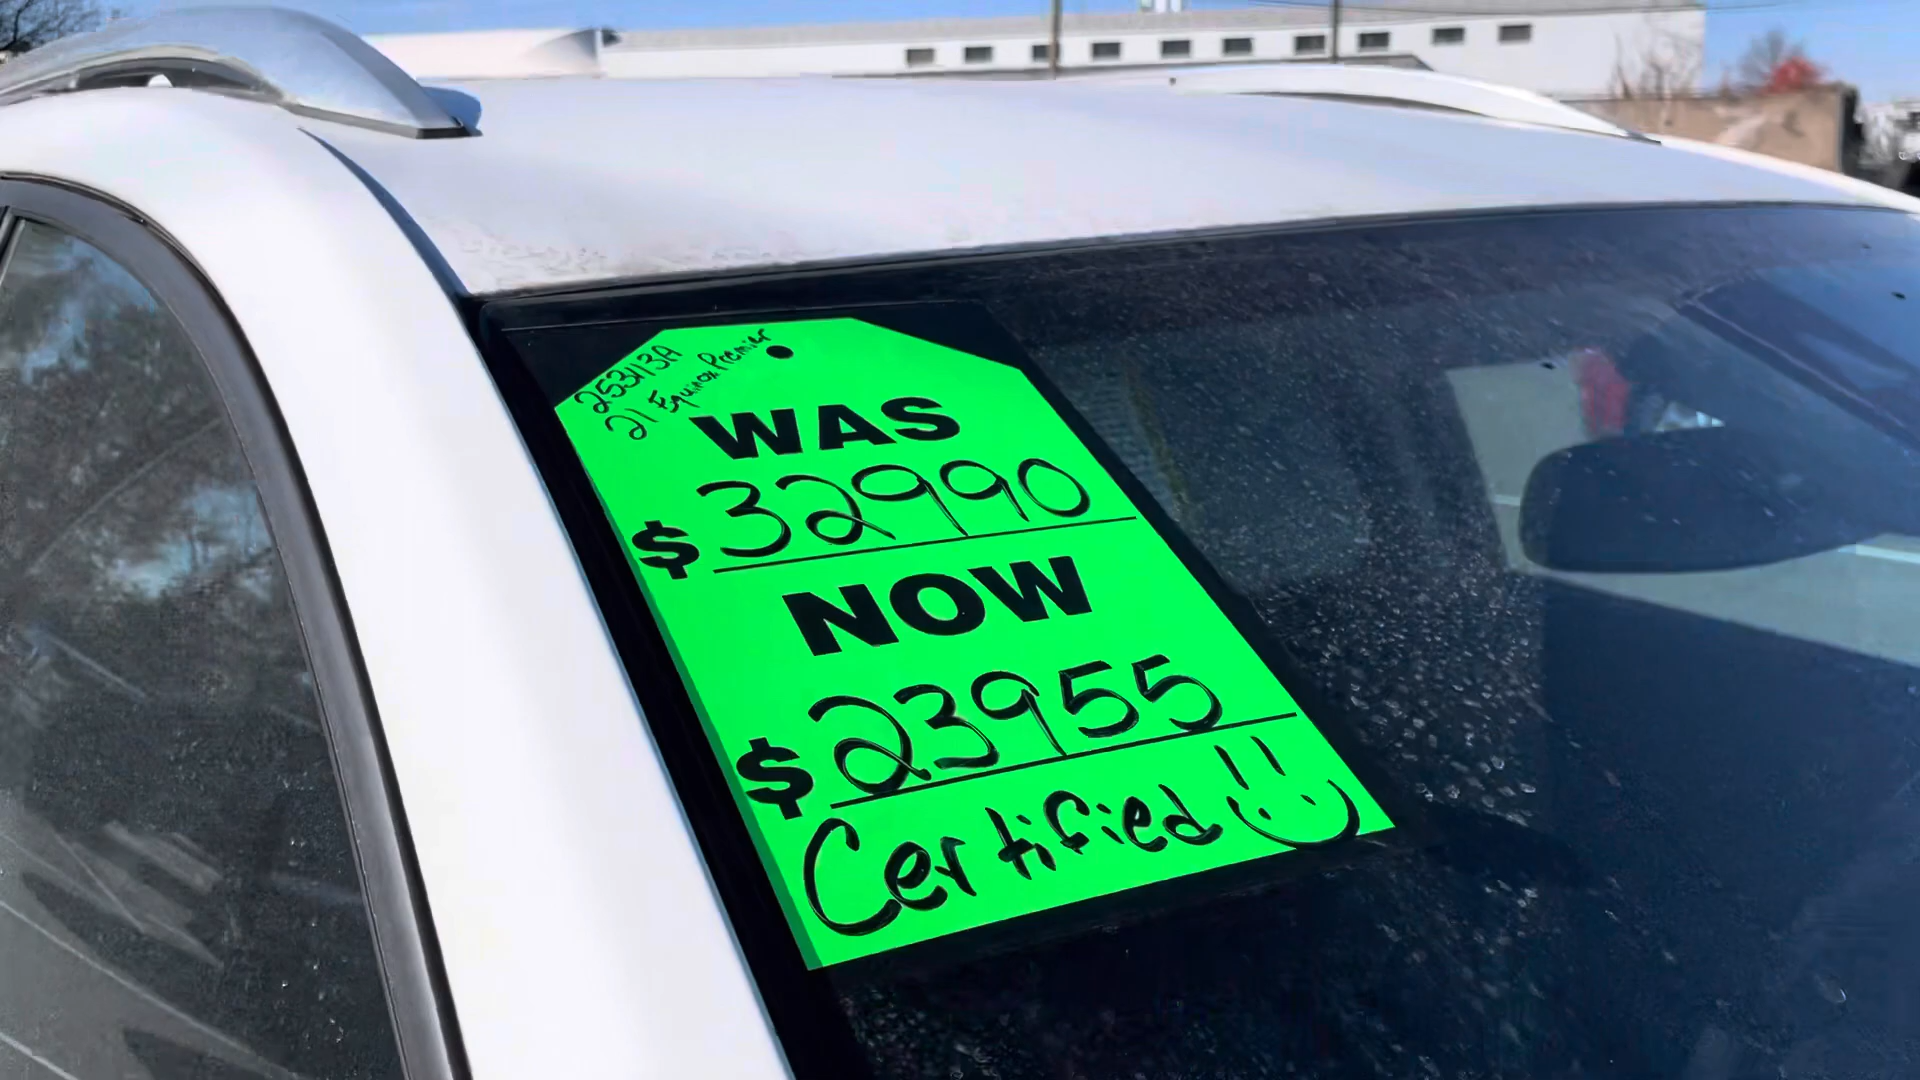 253113A
21 Equinox Premier
WAS
$32990
NOW
$23955
Certified